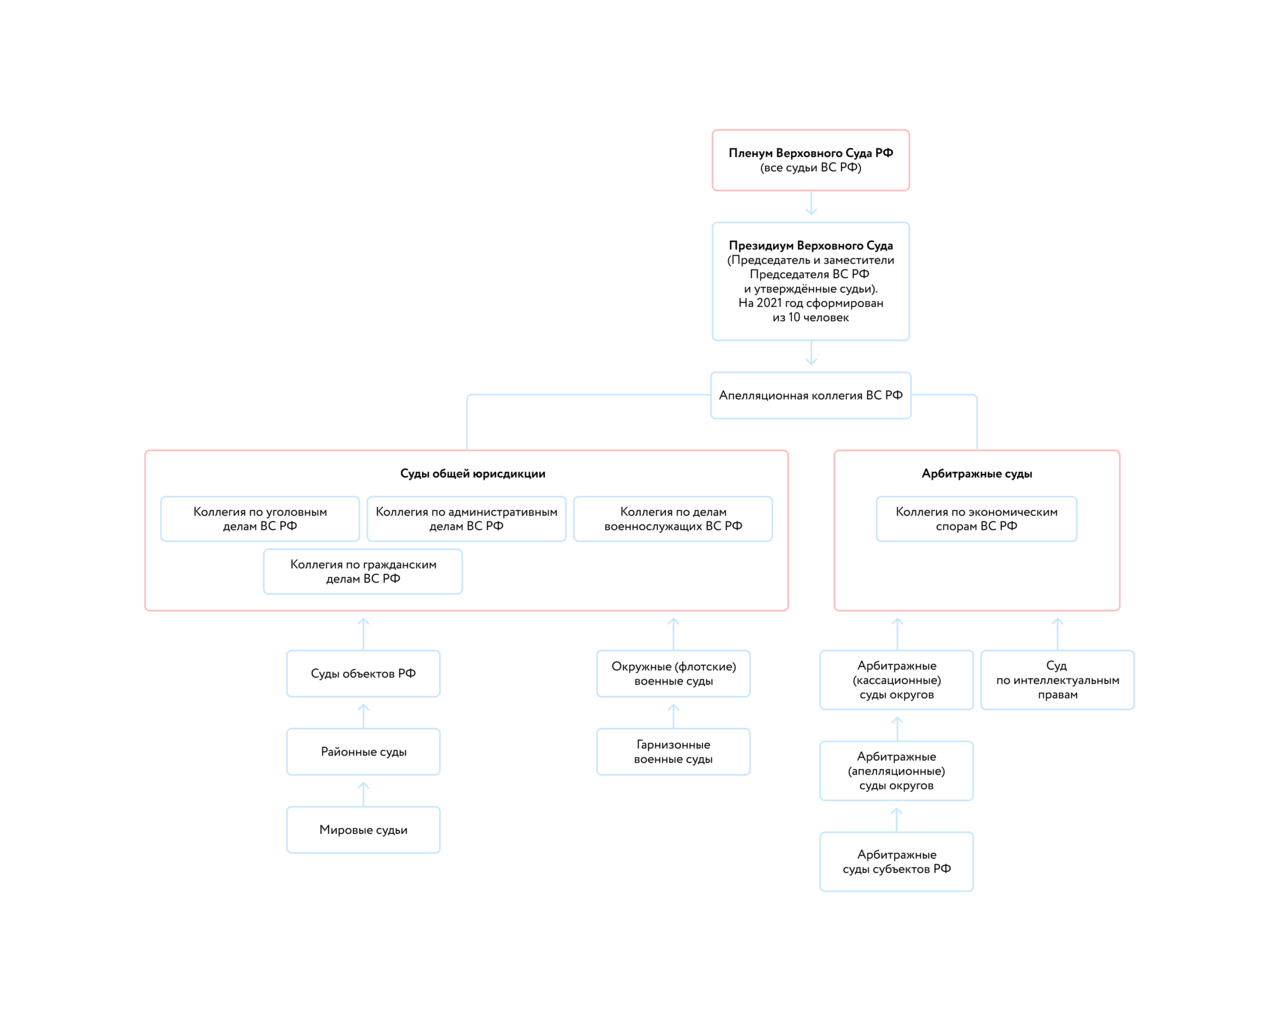 Пленум Верховного Суда РФ
(все судьи ВС РФ)
Президиум Верховного Суда
(Председатель и заместители
Председателя ВС РФ
и утверждённые судьи).
На 2021 год сформирован
из 10 человек
Апелляционная коллегия ВС РФ
Суды общей юрисдикции
Коллегия по уголовным
делам ВС РФ
Коллегия по административным
делам ВС РФ
Коллегия по делам
военнослужащих ВС РФ
Коллегия по гражданским
делам ВС РФ
Арбитражные суды
Коллегия по экономическим
спорам ВС РФ
Суды объектов РФ
Районные суды
Мировые судьи
Окружные (флотские)
военные суды
Гарнизонные
военные суды
Арбитражные
(кассационные)
суды округов
Суд
по интеллектуальным
правам
Арбитражные
(апелляционные)
суды округов
Арбитражные
суды субъектов РФ